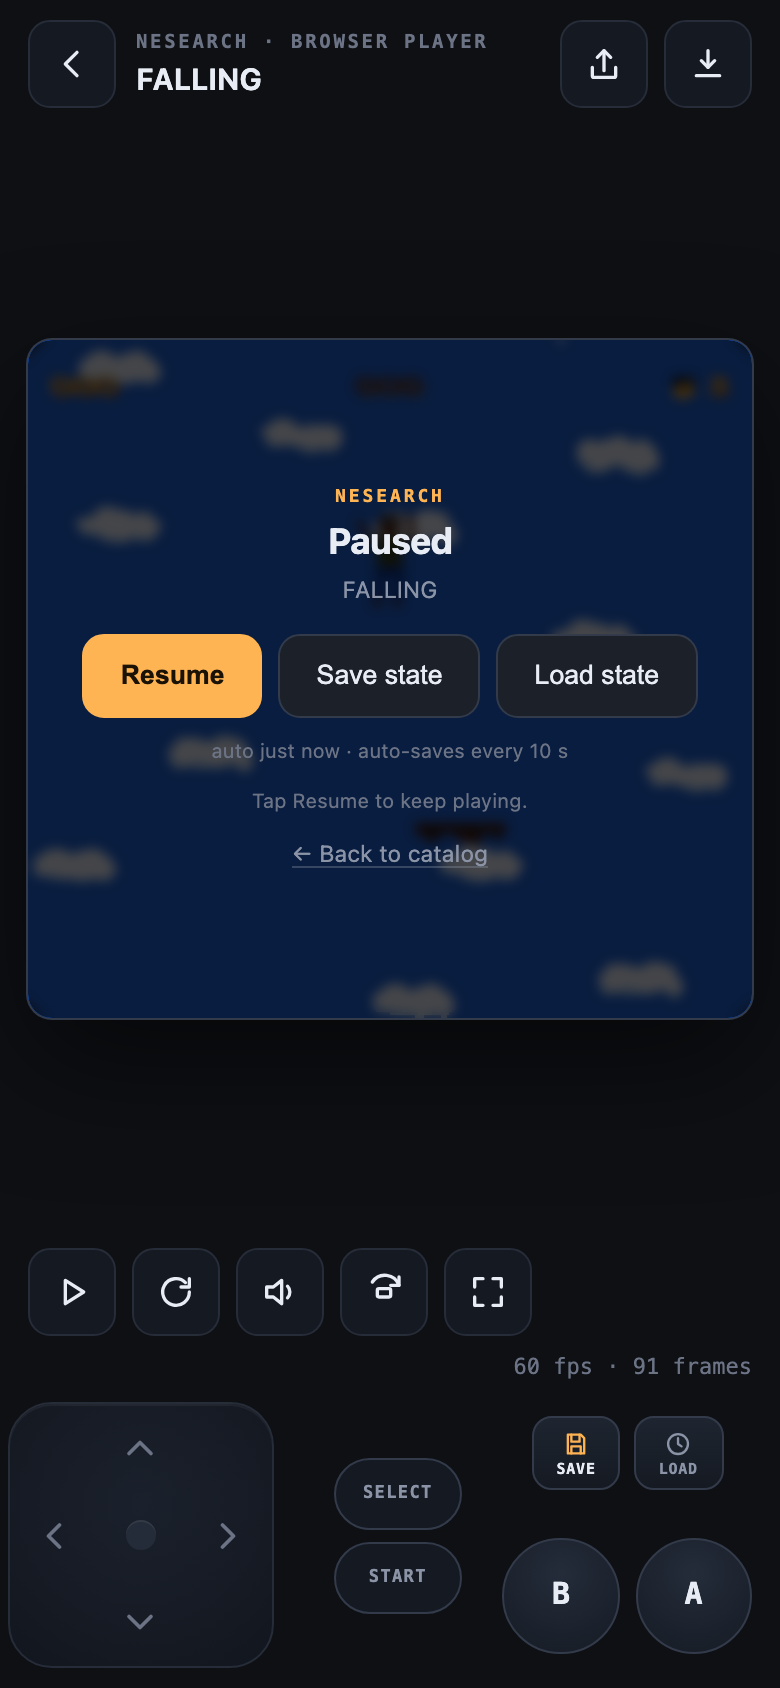 NESEARCH · BROWSER PLAYER
FALLING
NESEARCH
Paused
FALLING
Resume
Save state
Load state
auto just now · auto-saves every 10 s
Tap Resume to keep playing.
← Back to catalog
60 fps · 91 frames
SAVE
LOAD
SELECT
START
B
A